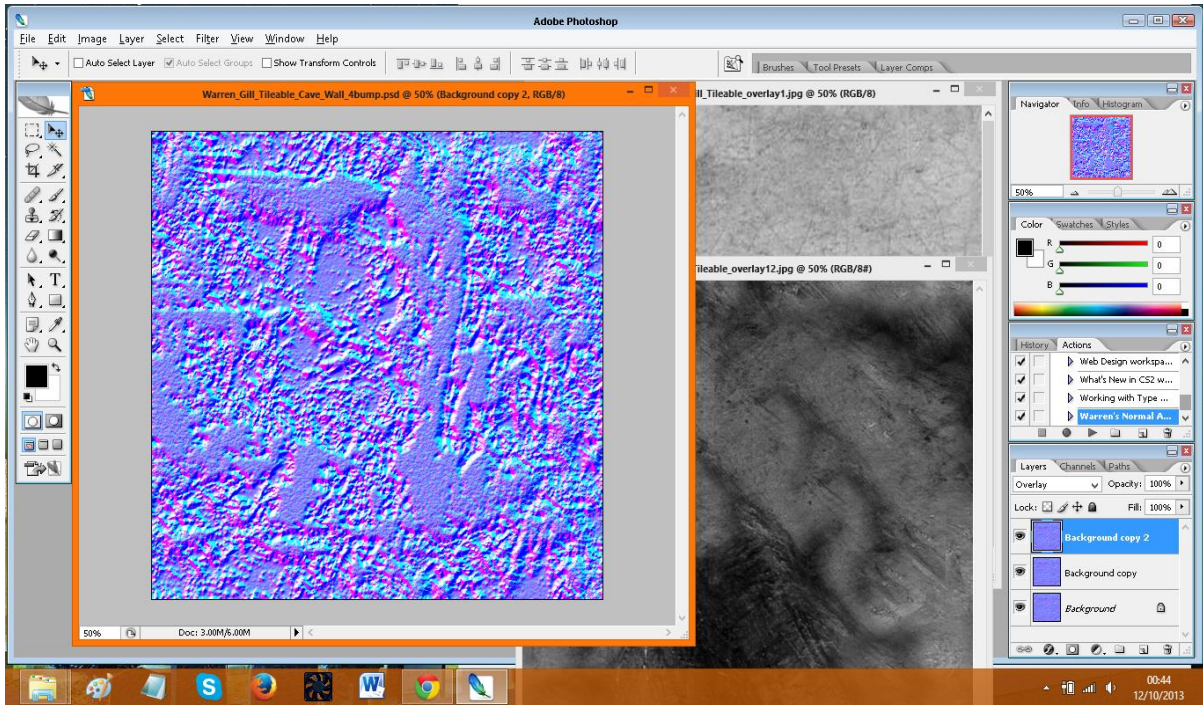 Adobe Photoshop
File Edit Image Layer Select Filter View Window Help
Auto Select Layer Auto Select Groups Show Transform Controls
Brushes Tool Presets Layer Comps
Warren_Gill_Tileable_Cave_Wall_4bump.psd @ 50% (Background copy 2, RGB/8)
ill_Tileable_overlay1.jpg @ 50% (RGB/8)
Navigator Info Histogram
50%
Color Swatches Styles
R 0
G 0
B 0
Tileable_overlay12.jpg @ 50% (RGB/8#)
History Actions
Web Design workspa...
What's New in CS2 w...
Working with Type ...
Warren's Normal A...
Layers Channels Paths
Overlay Opacity: 100%
Lock: Fill: 100%
Background copy 2
Background copy
Background
50% Doc: 3.00M/6.00M
00:44
12/10/2013